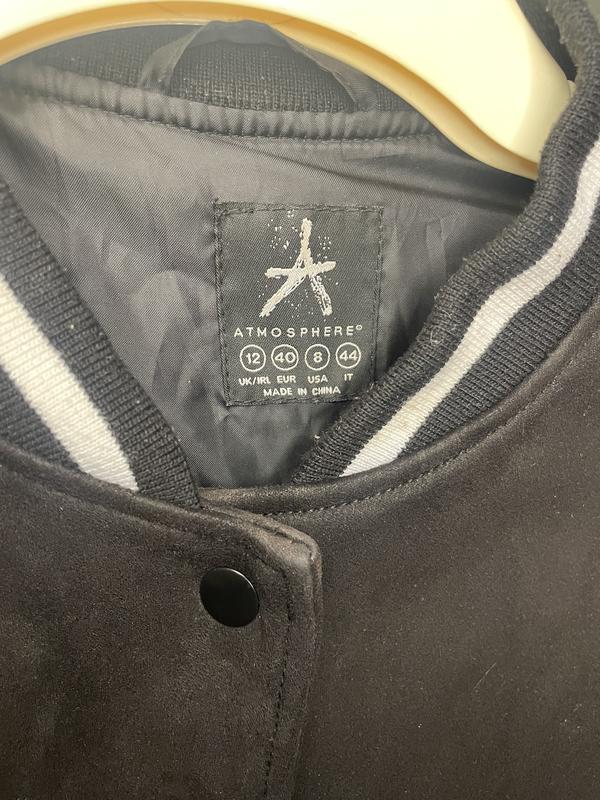 ATMOSPHERE®
12 40 8 44
UK/IRL EUR USA IT
MADE IN CHINA